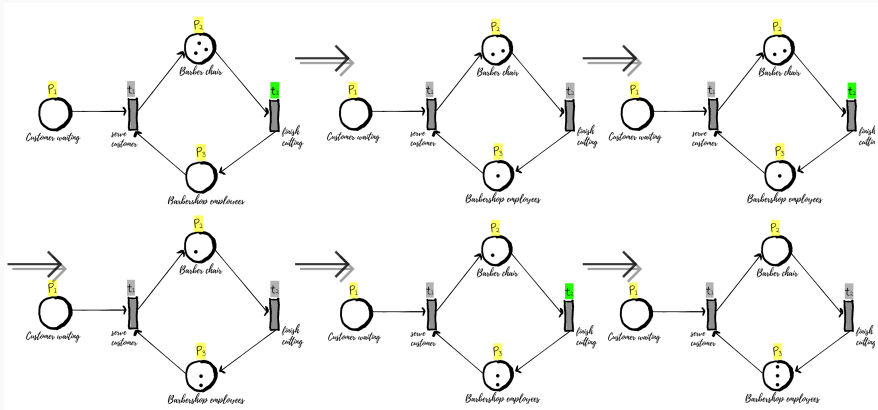 P₂
Barber chair
P₁
t₁
t₂
Customer waiting
serve
customer
finish
cutting
P₃
Barbershop employees
P₂
Barber chair
P₁
t₁
t₂
Customer waiting
serve
customer
finish
cutting
P₃
Barbershop employees
P₂
Barber chair
P₁
t₁
t₂
Customer waiting
serve
customer
finish
cutting
P₃
Barbershop employees
P₂
Barber chair
P₁
t₁
t₂
Customer waiting
serve
customer
finish
cutting
P₃
Barbershop employees
P₂
Barber chair
P₁
t₁
t₂
Customer waiting
serve
customer
finish
cutting
P₃
Barbershop employees
P₂
Barber chair
P₁
t₁
t₂
Customer waiting
serve
customer
finish
cutting
P₃
Barbershop employees